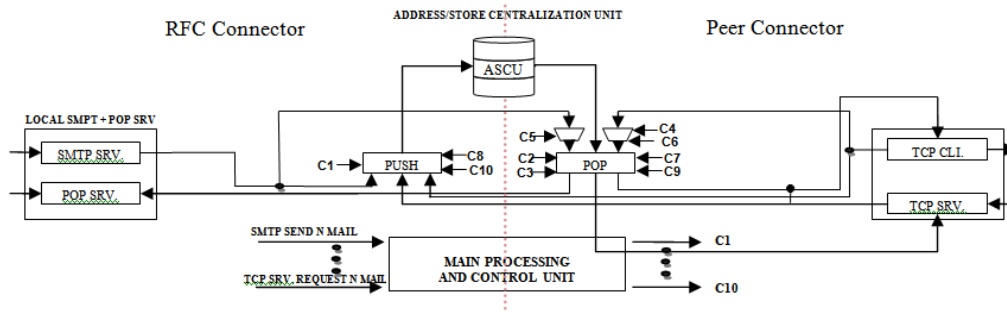 ADDRESS/STORE CENTRALIZATION UNIT
RFC Connector
Peer Connector
ASCU
LOCAL SMPT + POP SRV
SMTP SRV.
POP SRV.
C1
PUSH
C8
C10
C5
C4
C6
C2
C3
POP
C7
C9
TCP CLI.
TCP SRV.
SMTP SEND N MAIL
TCP SRV. REQUEST N MAIL
MAIN PROCESSING
AND CONTROL UNIT
C1
C10